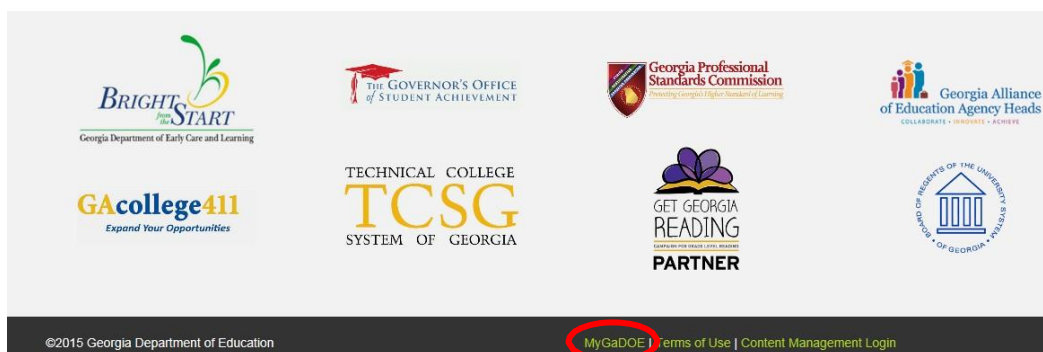 BRIGHT
from
the
START
Georgia Department of Early Care and Learning
THE GOVERNOR'S OFFICE
of STUDENT ACHIEVEMENT
Georgia Professional
Standards Commission
Protecting Georgia's Higher Standard of Learning
Georgia Alliance
of Education Agency Heads
COLLABORATE • INNOVATE • ACHIEVE
GAcollege411
Expand Your Opportunities
TECHNICAL COLLEGE
TCSG
SYSTEM OF GEORGIA
GET GEORGIA
READING
CAMPAIGN FOR GRADE LEVEL READING
PARTNER
BOARD OF REGENTS OF THE UNIVERSITY SYSTEM
• OF GEORGIA •
©2015 Georgia Department of Education
MyGaDOE | Terms of Use | Content Management Login